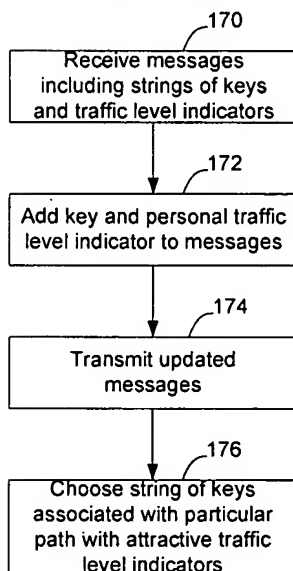 170
Receive messages
including strings of keys
and traffic level indicators
172
Add key and personal traffic
level indicator to messages
174
Transmit updated
messages
176
Choose string of keys
associated with particular
path with attractive traffic
level indicators